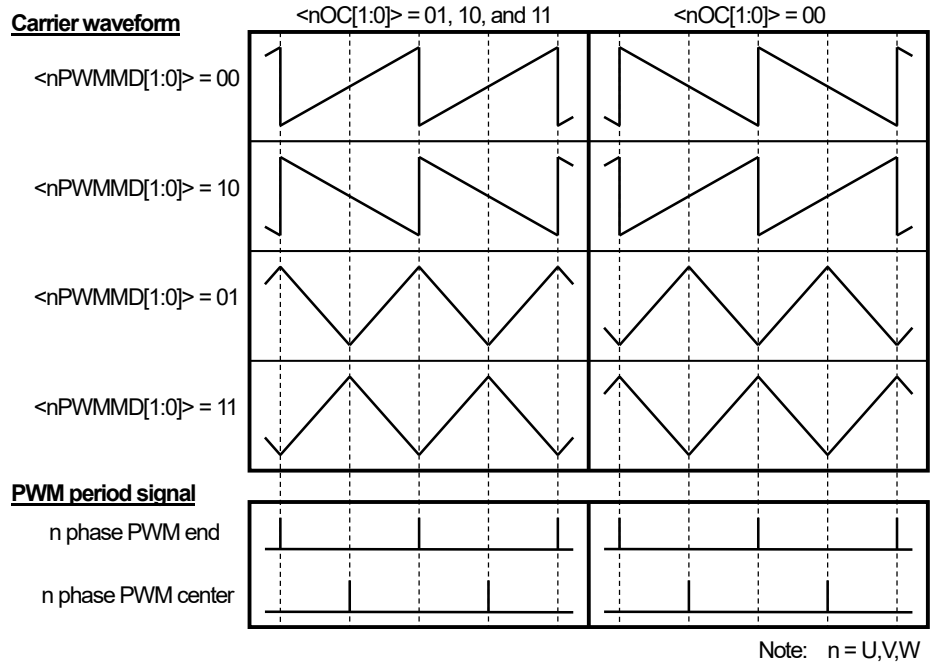 <nOC[1:0]> = 01, 10, and 11
<nOC[1:0]> = 00
Carrier waveform
<nPWMMD[1:0]> = 00
<nPWMMD[1:0]> = 10
<nPWMMD[1:0]> = 01
<nPWMMD[1:0]> = 11
PWM period signal
n phase PWM end
n phase PWM center
Note: n = U,V,W